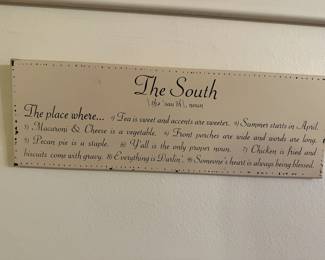 The South
\ the 'sau th\ , noun
The place where... 1) Tea is sweet and accents are sweeter. 2) Summer starts in April.
3) Macaroni & Cheese is a vegetable. 4) Front porches are wide and words are long.
5) Pecan pie is a staple. 6) Y'all is the only proper noun. 7) Chicken is fried and
biscuits come with gravy. 8) Everything is Darlin'. 9) Someone's heart is always being blessed.